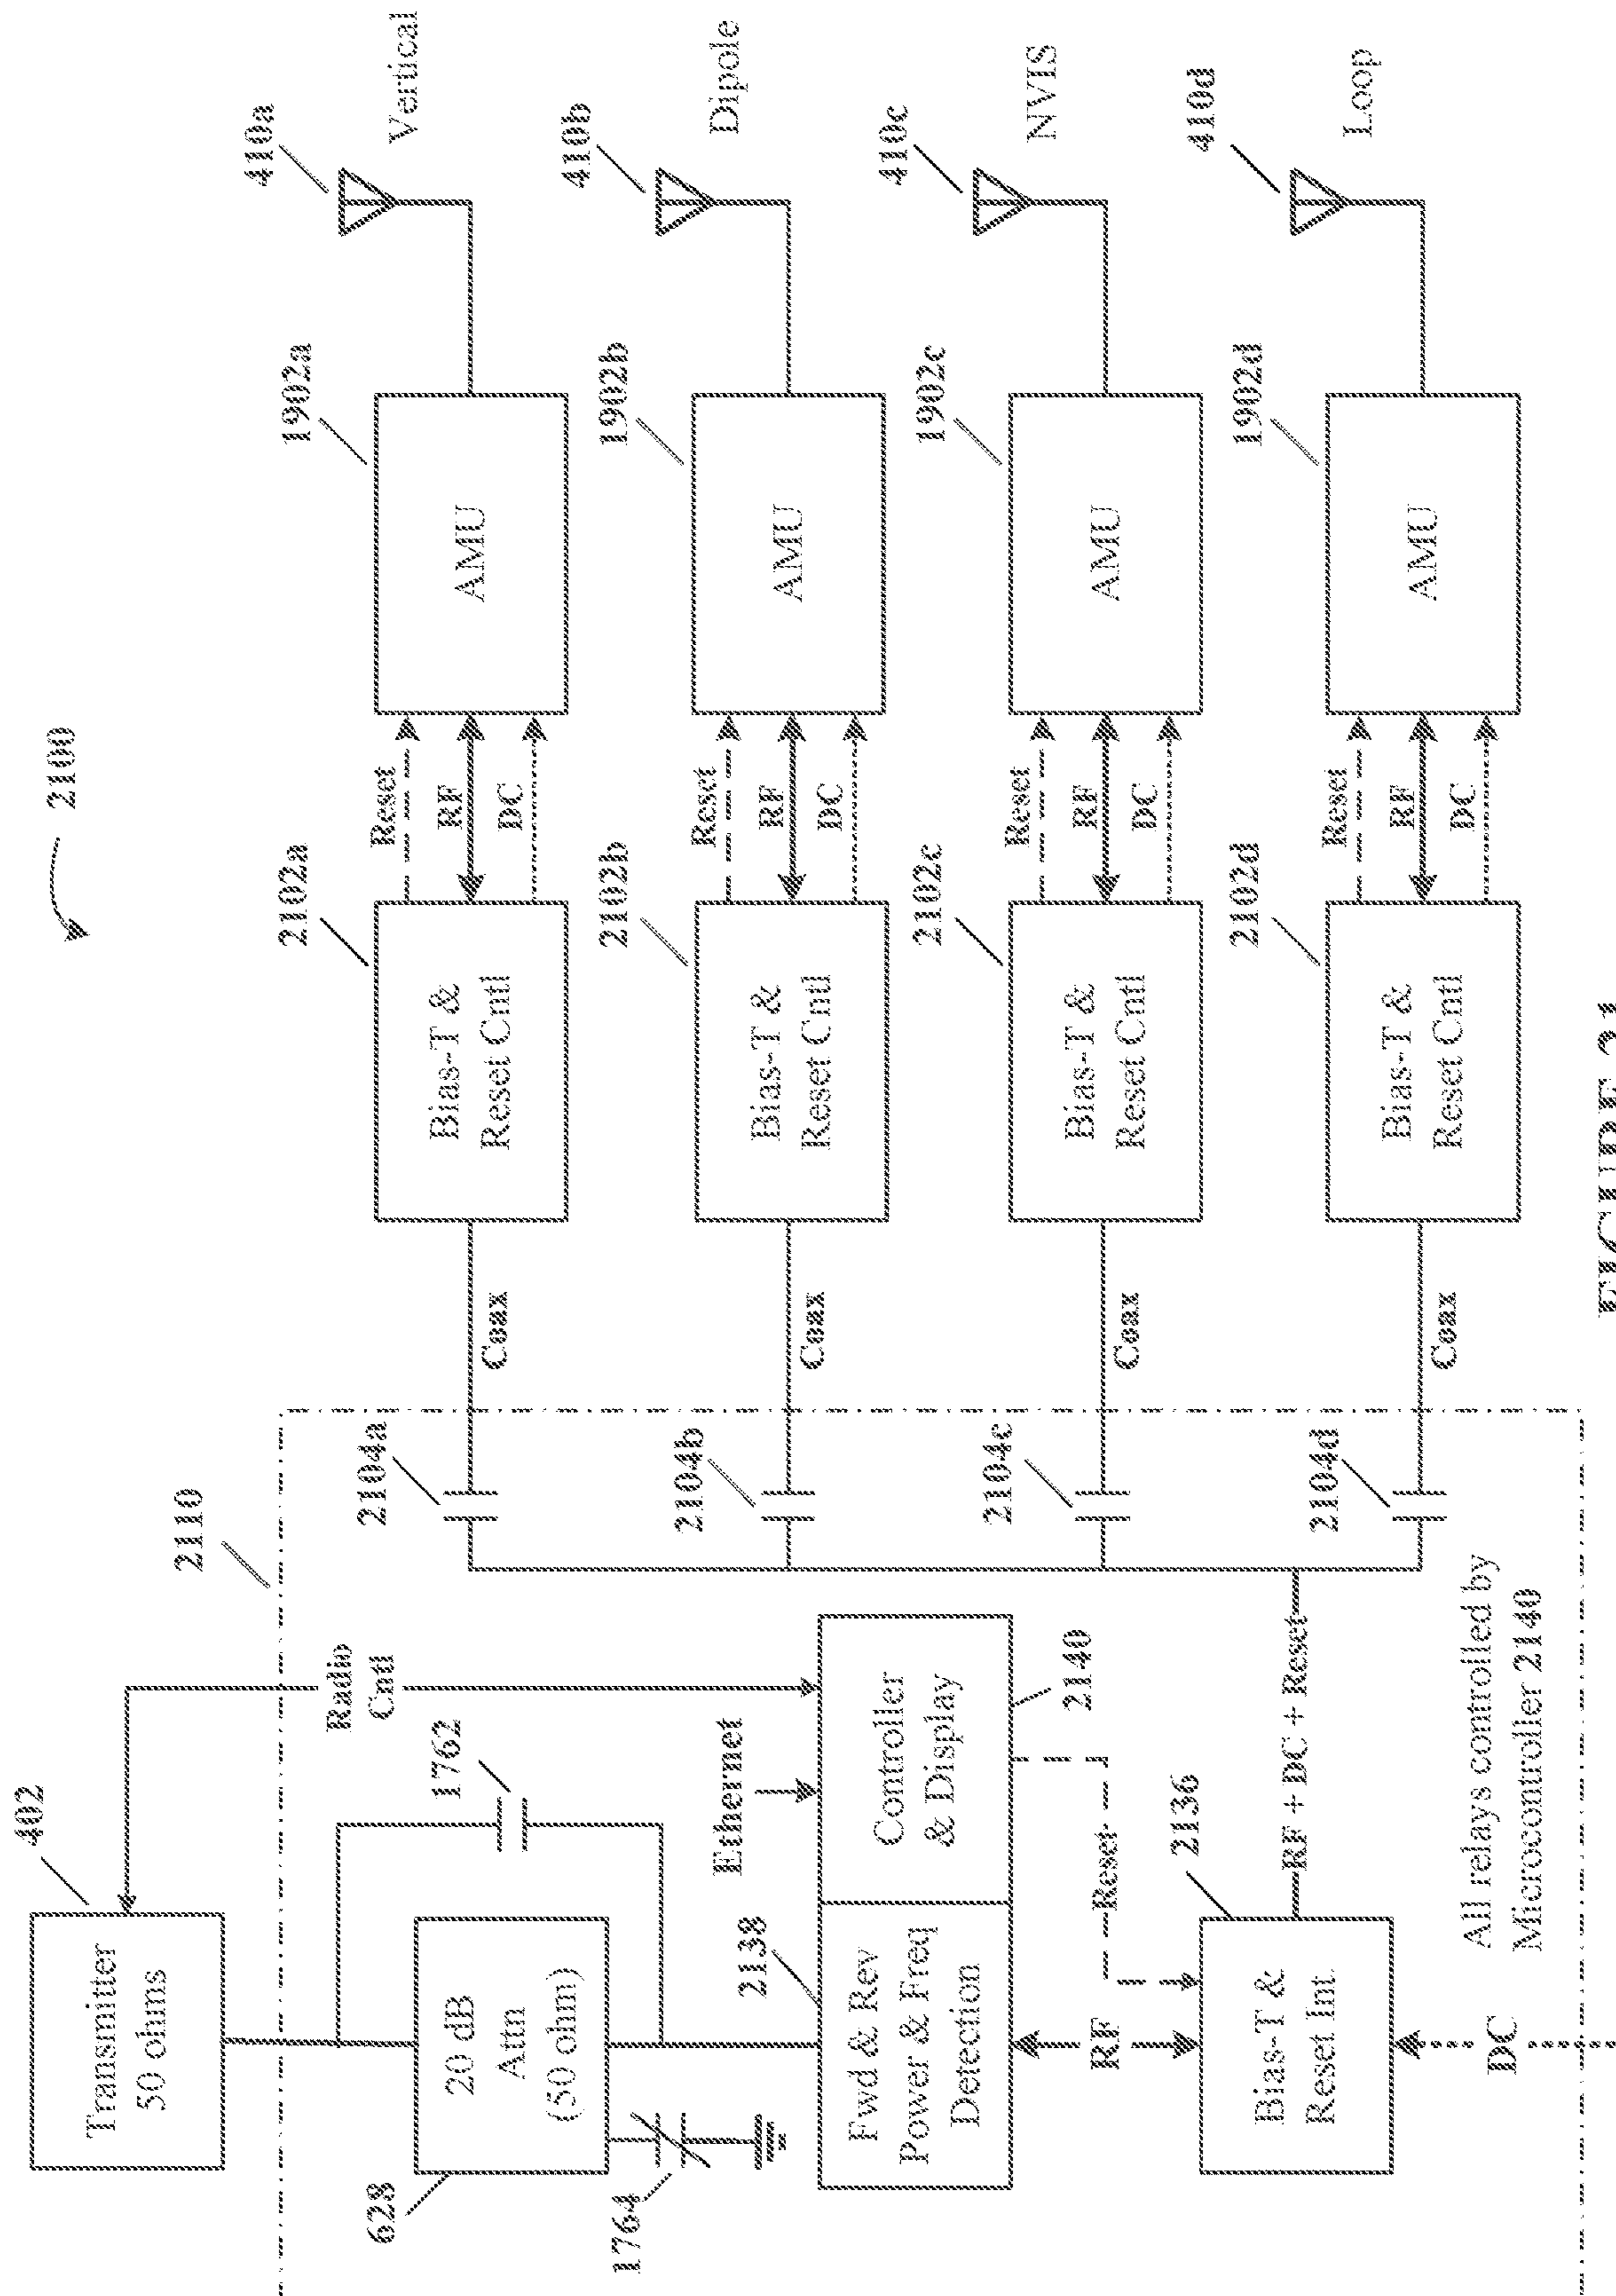 2100
402
Transmitter
50 ohms
2110
Radio
Cntl
628
20 dB
Attn
(50 ohm)
1762
1764
Ethernet
2138
Fwd & Rev
Power & Freq
Detection
Controller
& Display
2140
RF
Reset
2136
Bias-T &
Reset Int.
DC
RF + DC + Reset
All relays controlled by
Microcontroller 2140
2104a
Coax
2102a
Bias-T &
Reset Cntl
Reset
RF
DC
1902a
AMU
410a
Vertical
2104b
Coax
2102b
Bias-T &
Reset Cntl
Reset
RF
DC
1902b
AMU
410b
Dipole
2104c
Coax
2102c
Bias-T &
Reset Cntl
Reset
RF
DC
1902c
AMU
410c
NVIS
2104d
Coax
2102d
Bias-T &
Reset Cntl
Reset
RF
DC
1902d
AMU
410d
Loop
FIGURE 21